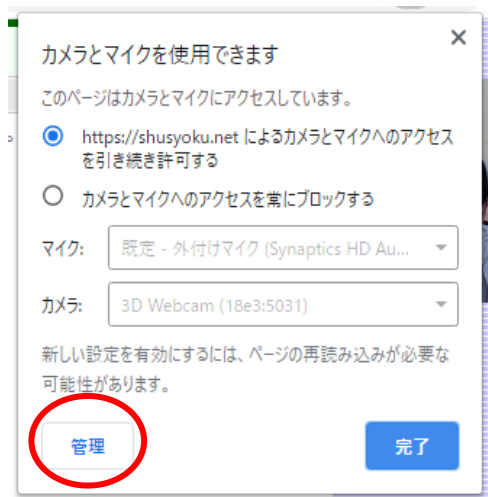 カメラとマイクを使用できます
このページはカメラとマイクにアクセスしています。
https://shusyoku.net によるカメラとマイクへのアクセス
を引き続き許可する
カメラとマイクへのアクセスを常にブロックする
マイク: 既定 - 外付けマイク (Synaptics HD Au...
カメラ: 3D Webcam (18e3:5031)
新しい設定を有効にするには、ページの再読み込みが必要な
可能性があります。
管理 完了